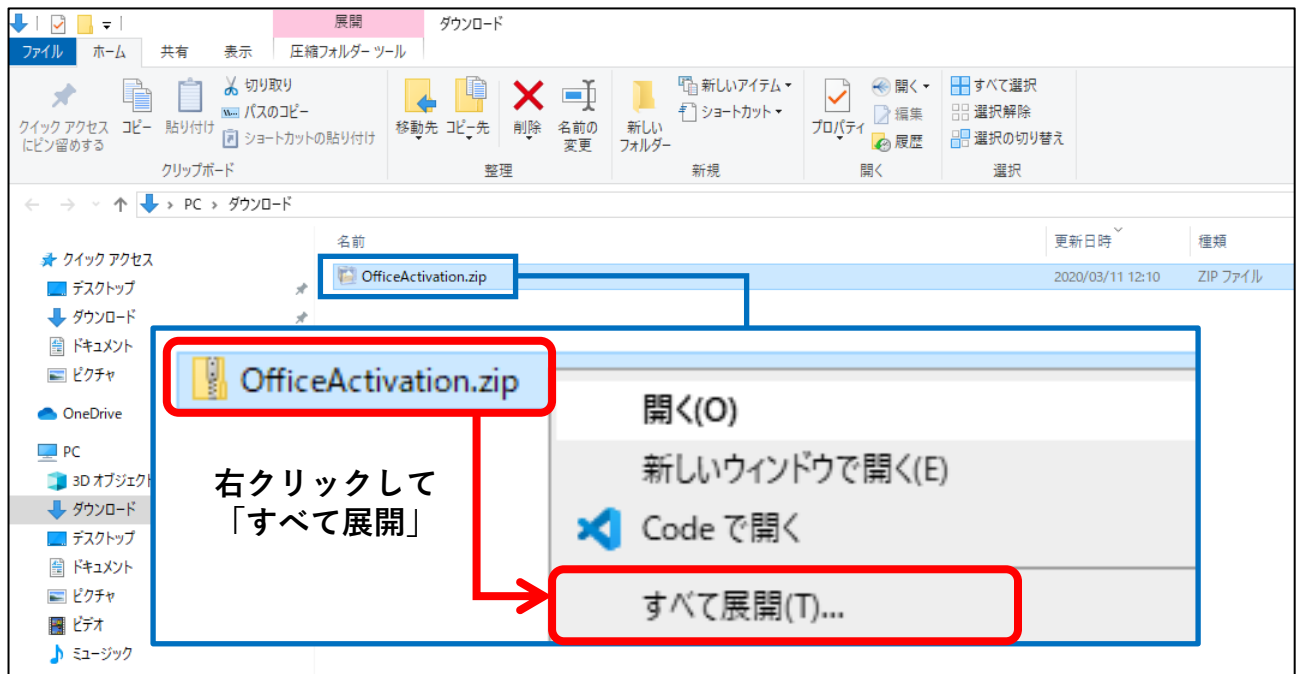 展開
ダウンロード
ファイル ホーム 共有 表示 圧縮フォルダー ツール
クイック アクセス
にピン留めする
コピー
貼り付け
切り取り
パスのコピー
ショートカットの貼り付け
クリップボード
移動先
コピー先
削除
名前の
変更
整理
新しい
フォルダー
新しいアイテム
ショートカット
新規
プロパティ
開く
編集
履歴
開く
すべて選択
選択解除
選択の切り替え
選択
PC › ダウンロード
名前 更新日時 種類
OfficeActivation.zip 2020/03/11 12:10 ZIP ファイル
クイック アクセス
デスクトップ
ダウンロード
ドキュメント
ピクチャ
OneDrive
PC
3D オブジェクト
ダウンロード
デスクトップ
ドキュメント
ピクチャ
ビデオ
ミュージック
OfficeActivation.zip
右クリックして
「すべて展開」
開く(O)
新しいウィンドウで開く(E)
Code で開く
すべて展開(T)...